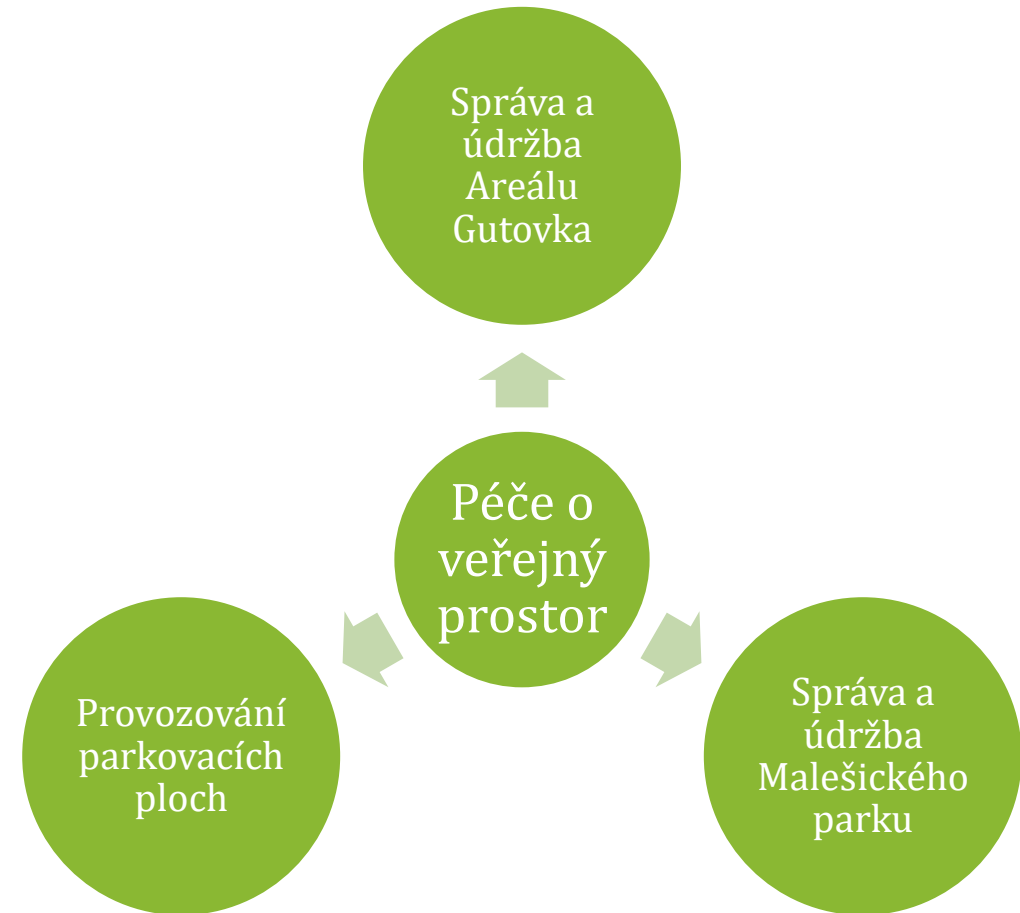 Správa a
údržba
Areálu
Gutovka
Péče o
veřejný
prostor
Provozování
parkovacích
ploch
Správa a
údržba
Malešického
parku